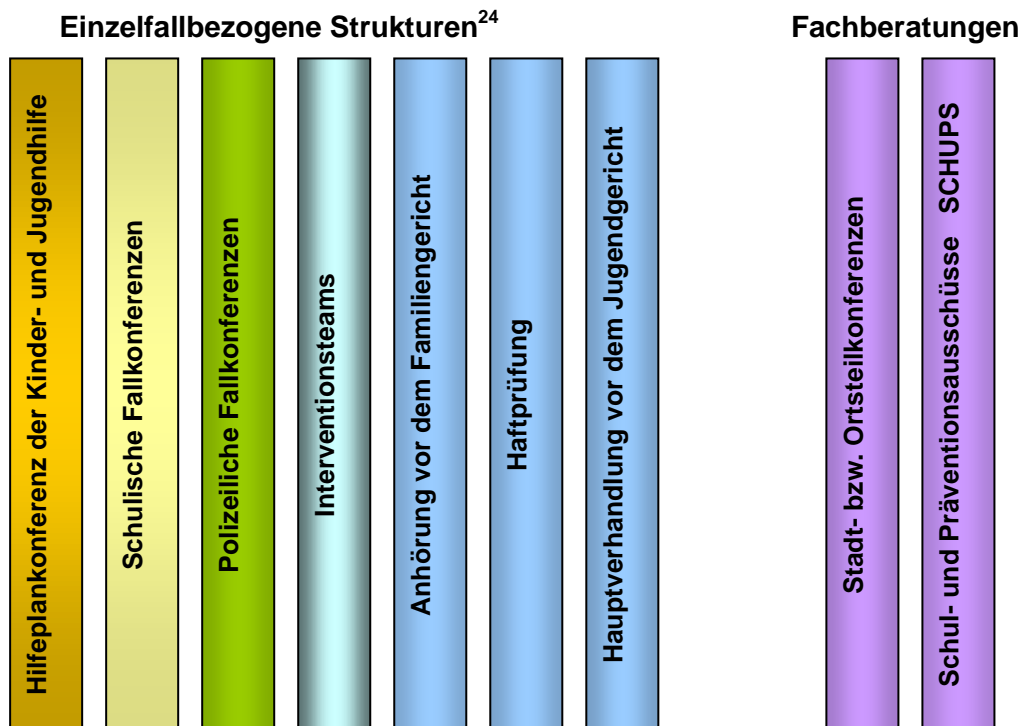 Einzelfallbezogene Strukturen24
Fachberatungen
Hilfeplankonferenz der Kinder- und Jugendhilfe
Schulische Fallkonferenzen
Polizeiliche Fallkonferenzen
Interventionsteams
Anhörung vor dem Familiengericht
Haftprüfung
Hauptverhandlung vor dem Jugendgericht
Stadt- bzw. Ortsteilkonferenzen
Schul- und Präventionsausschüsse SCHUPS